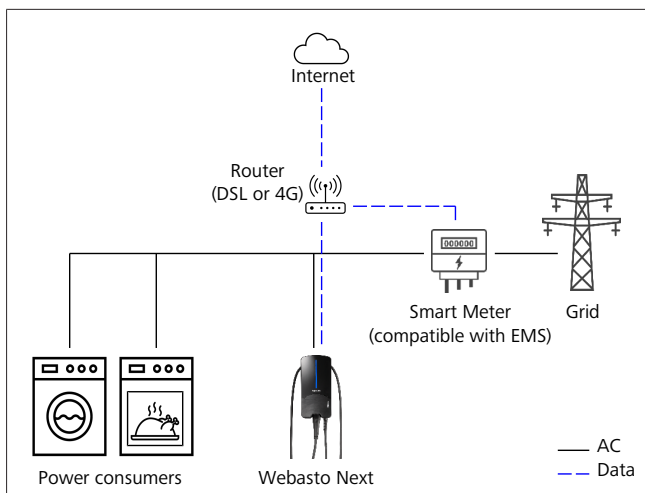 Internet
Router
(DSL or 4G)
000000
Smart Meter
(compatible with EMS)
Grid
Power consumers
Webasto Next
AC
Data